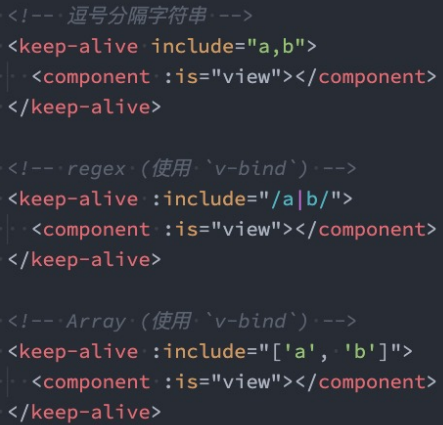 <!-- 逗号分隔字符串 -->
<keep-alive include="a,b">
  <component :is="view"></component>
</keep-alive>

<!-- regex (使用 `v-bind`) -->
<keep-alive :include="/a|b/">
  <component :is="view"></component>
</keep-alive>

<!-- Array (使用 `v-bind`) -->
<keep-alive :include="['a', 'b']">
  <component :is="view"></component>
</keep-alive>